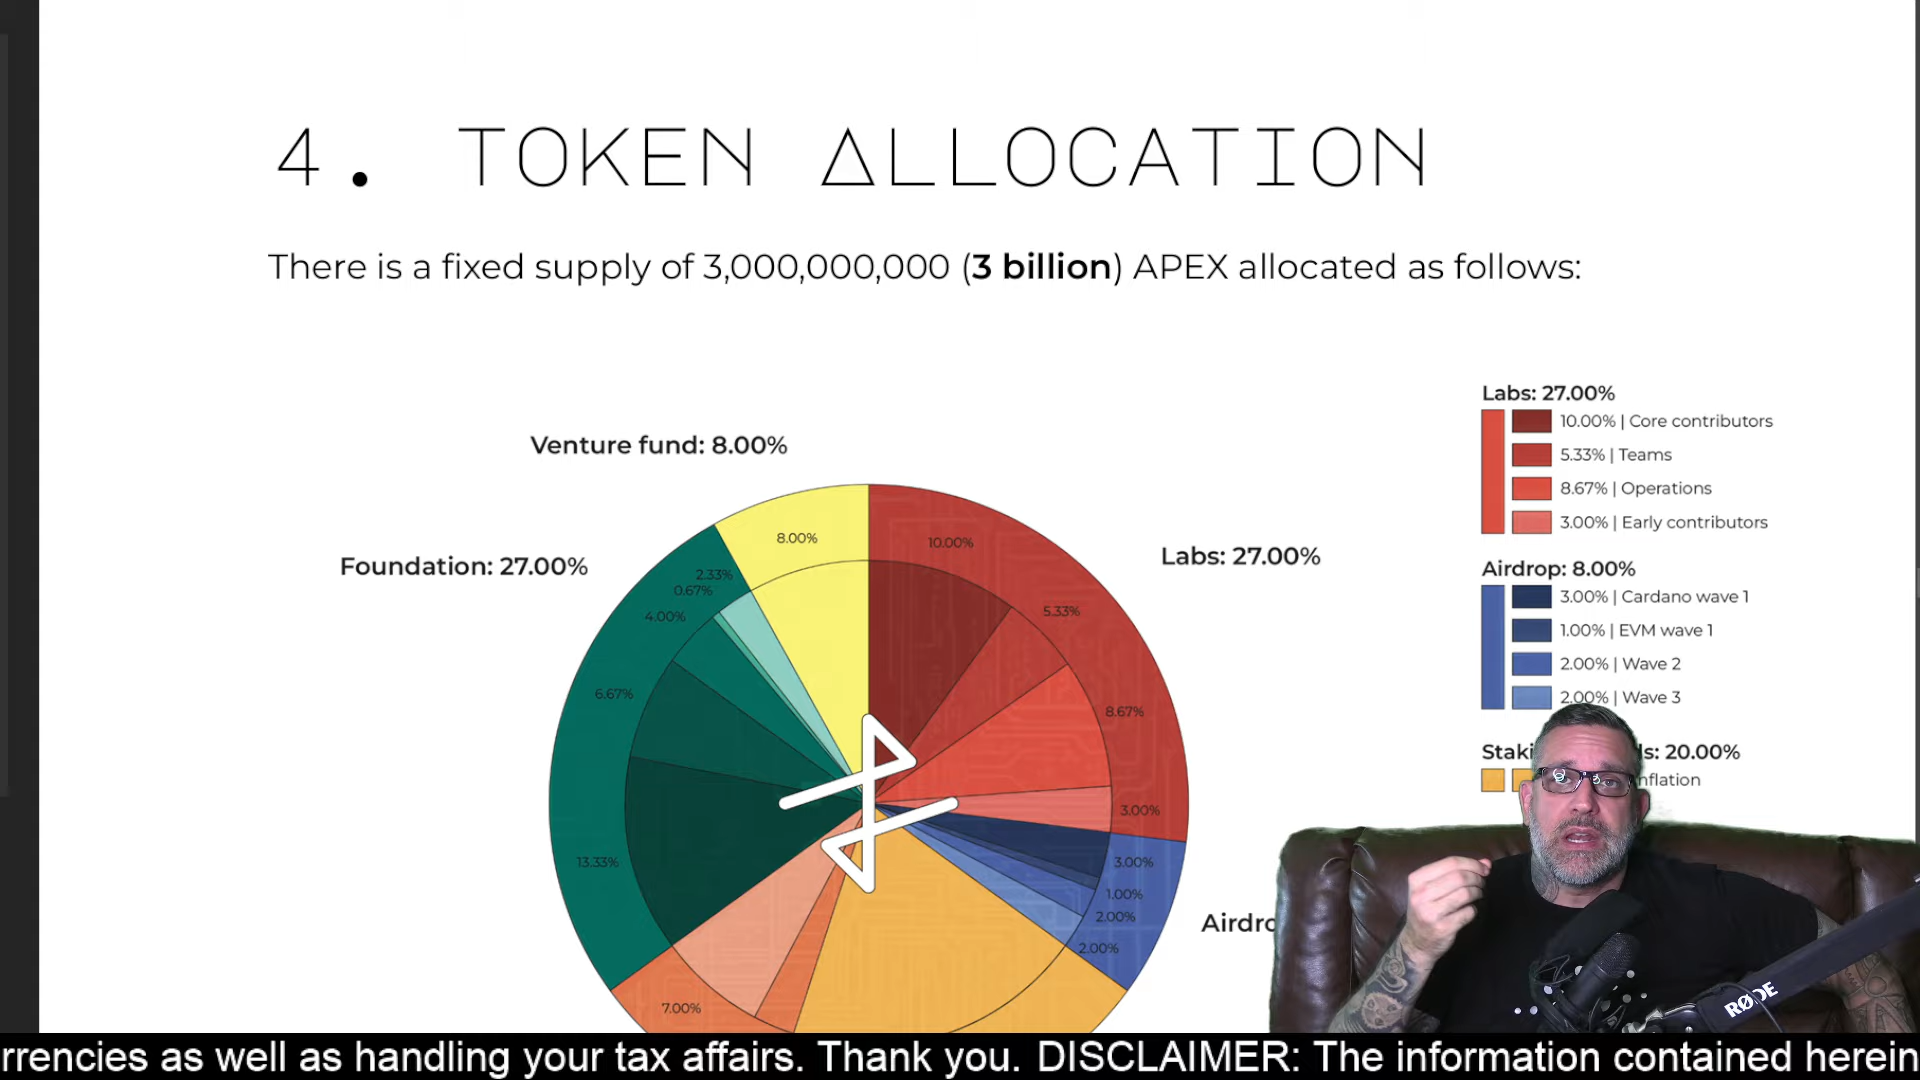 4. TOKEN ALLOCATION
There is a fixed supply of 3,000,000,000 (3 billion) APEX allocated as follows:
Venture fund: 8.00%
Foundation: 27.00%
Labs: 27.00%
8.00%
10.00%
2.33%
0.67%
4.00%
5.33%
6.67%
8.67%
3.00%
13.33%
3.00%
1.00%
2.00%
2.00%
7.00%
Labs: 27.00%
10.00% | Core contributors
5.33% | Teams
8.67% | Operations
3.00% | Early contributors
Airdrop: 8.00%
3.00% | Cardano wave 1
1.00% | EVM wave 1
2.00% | Wave 2
2.00% | Wave 3
20.00%
RØDE
as well as handling your tax affairs. Thank you. DISCLAIMER: The information contained herein